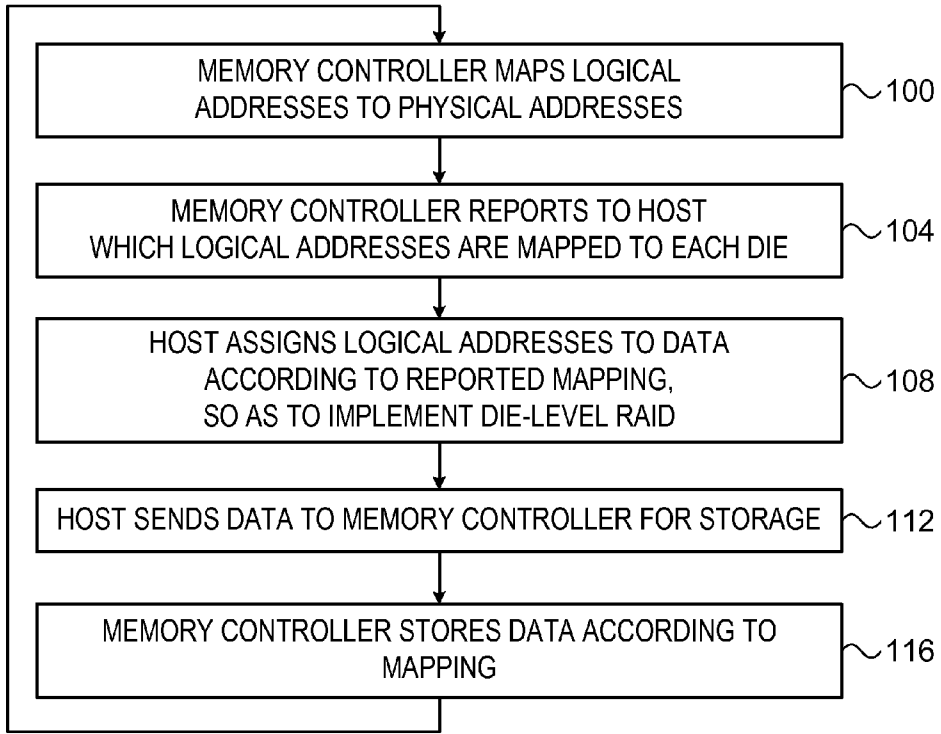 MEMORY CONTROLLER MAPS LOGICAL
ADDRESSES TO PHYSICAL ADDRESSES
100
MEMORY CONTROLLER REPORTS TO HOST
WHICH LOGICAL ADDRESSES ARE MAPPED TO EACH DIE
104
HOST ASSIGNS LOGICAL ADDRESSES TO DATA
ACCORDING TO REPORTED MAPPING,
SO AS TO IMPLEMENT DIE-LEVEL RAID
108
HOST SENDS DATA TO MEMORY CONTROLLER FOR STORAGE
112
MEMORY CONTROLLER STORES DATA ACCORDING TO
MAPPING
116